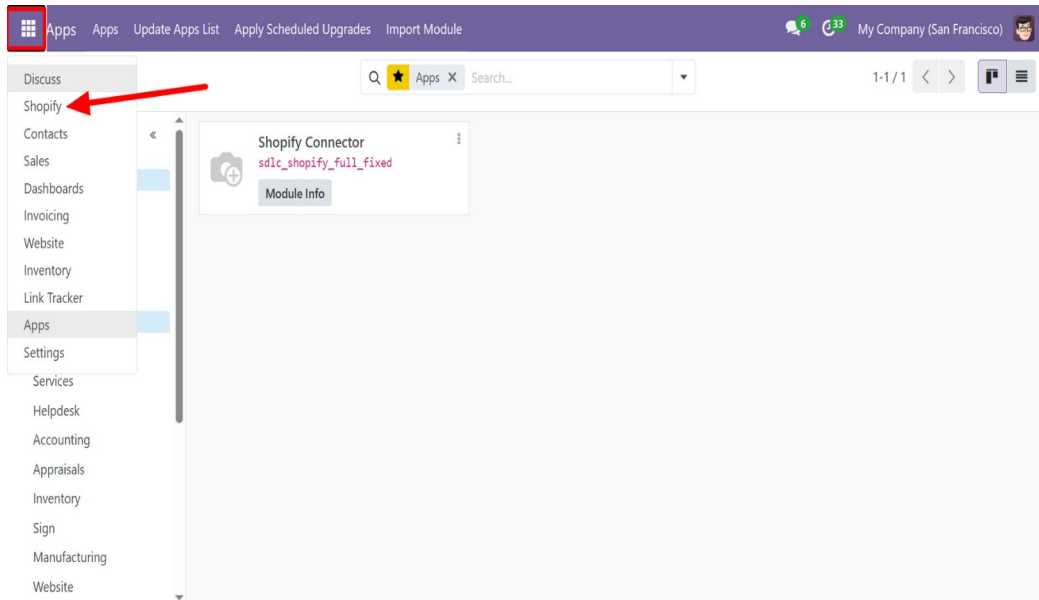 Apps Apps Update Apps List Apply Scheduled Upgrades Import Module 6 33 My Company (San Francisco)
Apps Search... 1-1 / 1
Discuss
Shopify
Contacts
Sales
Dashboards
Invoicing
Website
Inventory
Link Tracker
Apps
Settings
Services
Helpdesk
Accounting
Appraisals
Inventory
Sign
Manufacturing
Website
Shopify Connector
sdlc_shopify_full_fixed
Module Info